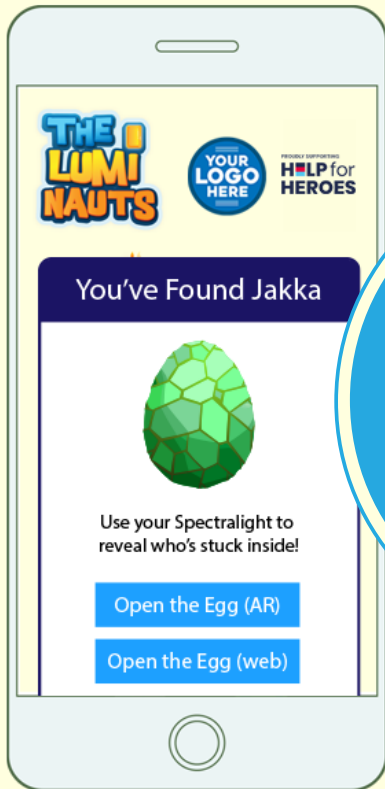 THE
LUMI
NAUTS
YOUR
LOGO
HERE
PROUDLY SUPPORTING
HELP for
HEROES
You’ve Found Jakka
Use your Spectralight to
reveal who’s stuck inside!
Open the Egg (AR)
Open the Egg (web)